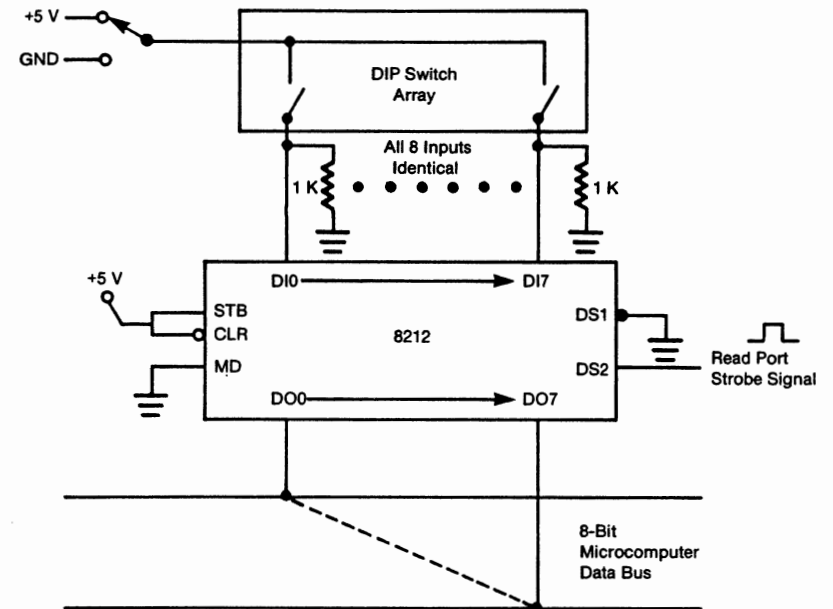 +5 V
GND
DIP Switch
Array
All 8 Inputs
Identical
1 K
1 K
+5 V
DI0
DI7
STB
CLR
MD
8212
DS1
DS2
DO0
DO7
Read Port
Strobe Signal
8-Bit
Microcomputer
Data Bus